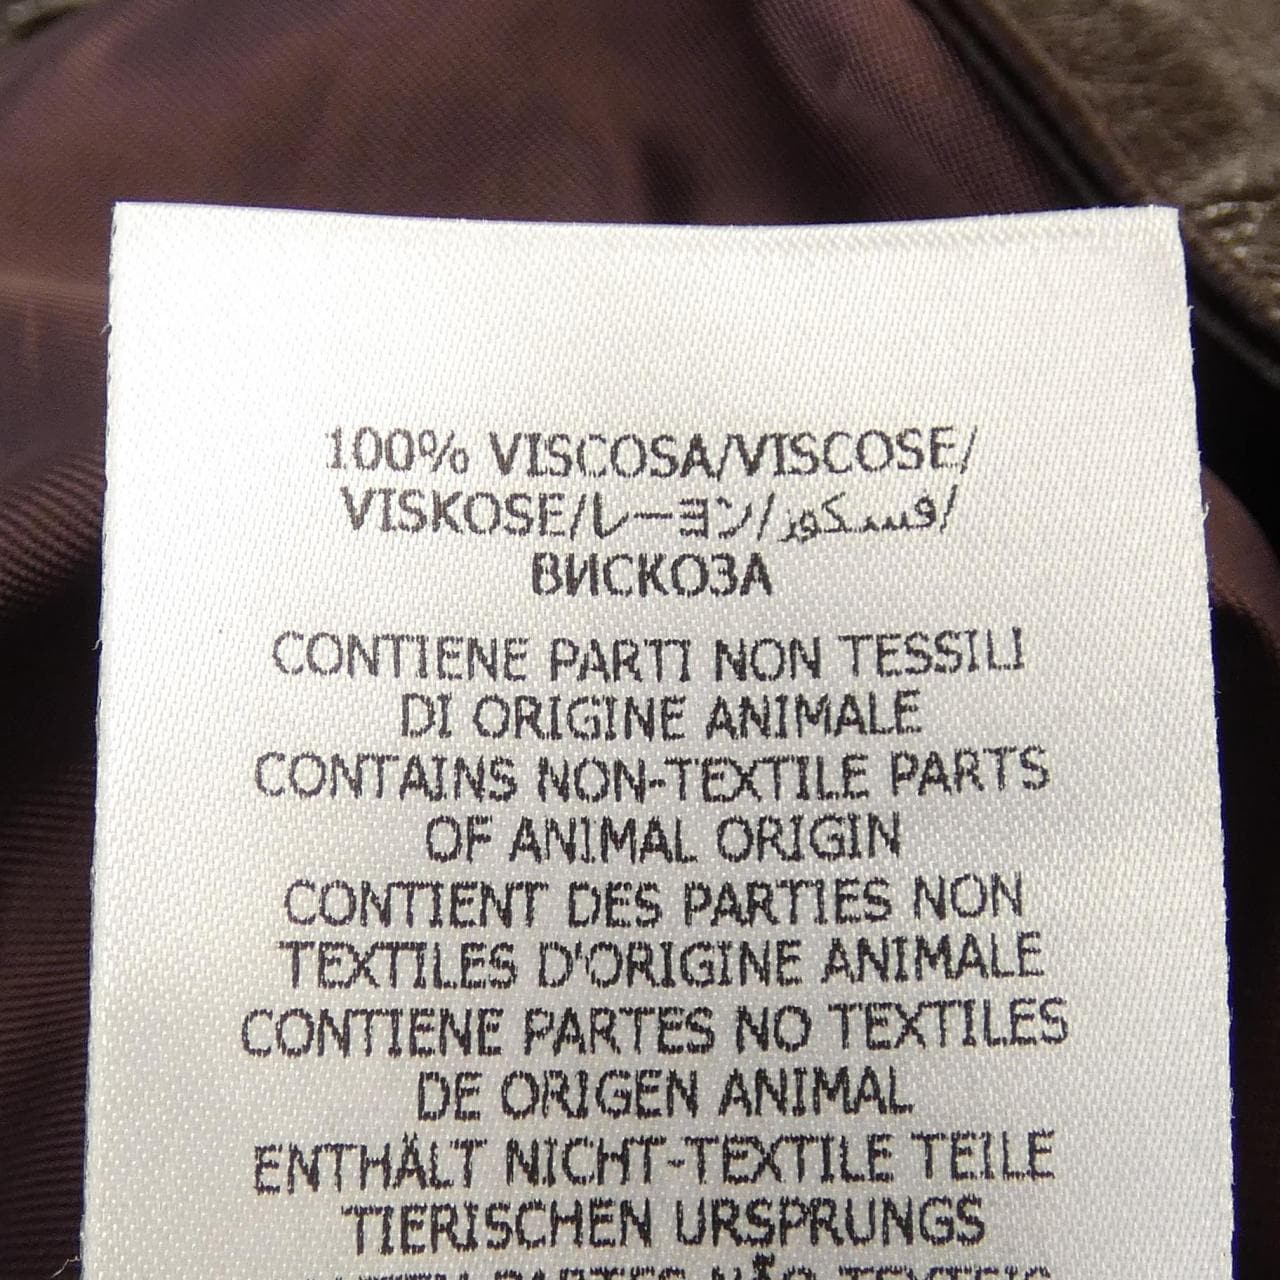 100% VISCOSA/VISCOSE/
VISKOSE/レーヨン/فسكوز/
ВИСКОЗА
CONTIENE PARTI NON TESSILI
DI ORIGINE ANIMALE
CONTAINS NON-TEXTILE PARTS
OF ANIMAL ORIGIN
CONTIENT DES PARTIES NON
TEXTILES D'ORIGINE ANIMALE
CONTIENE PARTES NO TEXTILES
DE ORIGEN ANIMAL
ENTHÄLT NICHT-TEXTILE TEILE
TIERISCHEN URSPRUNGS